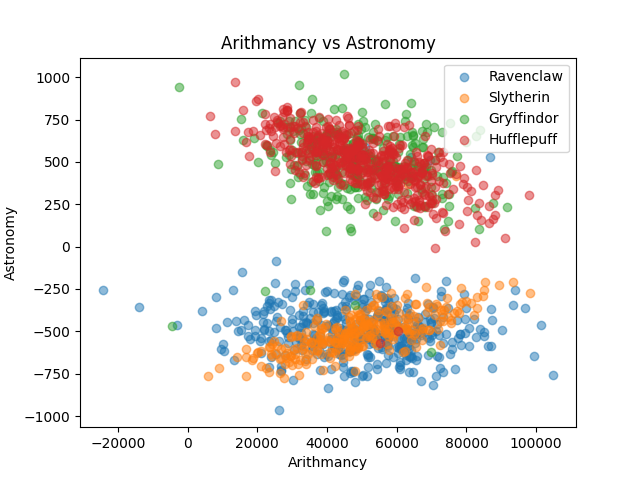 Arithmancy vs Astronomy
Ravenclaw
Slytherin
Gryffindor
Hufflepuff
1000
750
500
250
0
−250
−500
−750
−1000
Astronomy
−20000 0 20000 40000 60000 80000 100000
Arithmancy